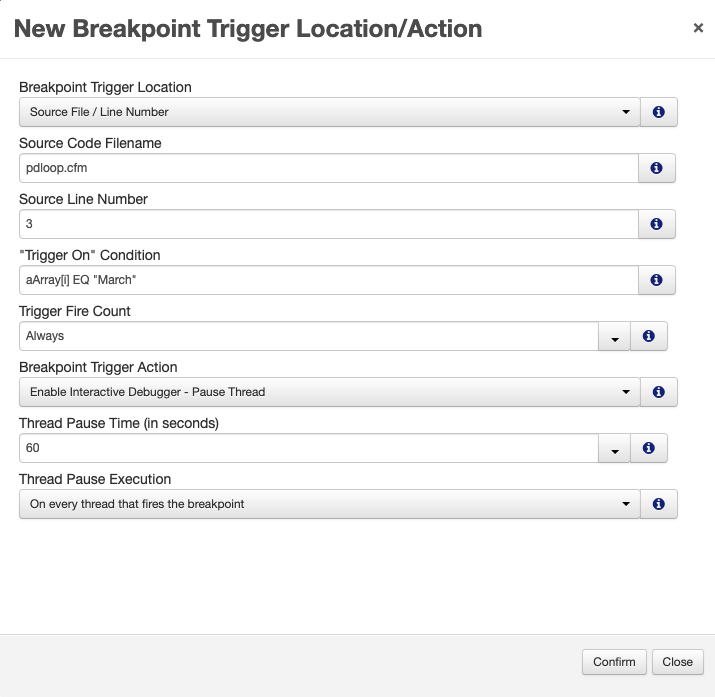 New Breakpoint Trigger Location/Action
×
Breakpoint Trigger Location
Source File / Line Number
Source Code Filename
pdloop.cfm
Source Line Number
3
"Trigger On" Condition
aArray[i] EQ "March"
Trigger Fire Count
Always
Breakpoint Trigger Action
Enable Interactive Debugger - Pause Thread
Thread Pause Time (in seconds)
60
Thread Pause Execution
On every thread that fires the breakpoint
Confirm Close